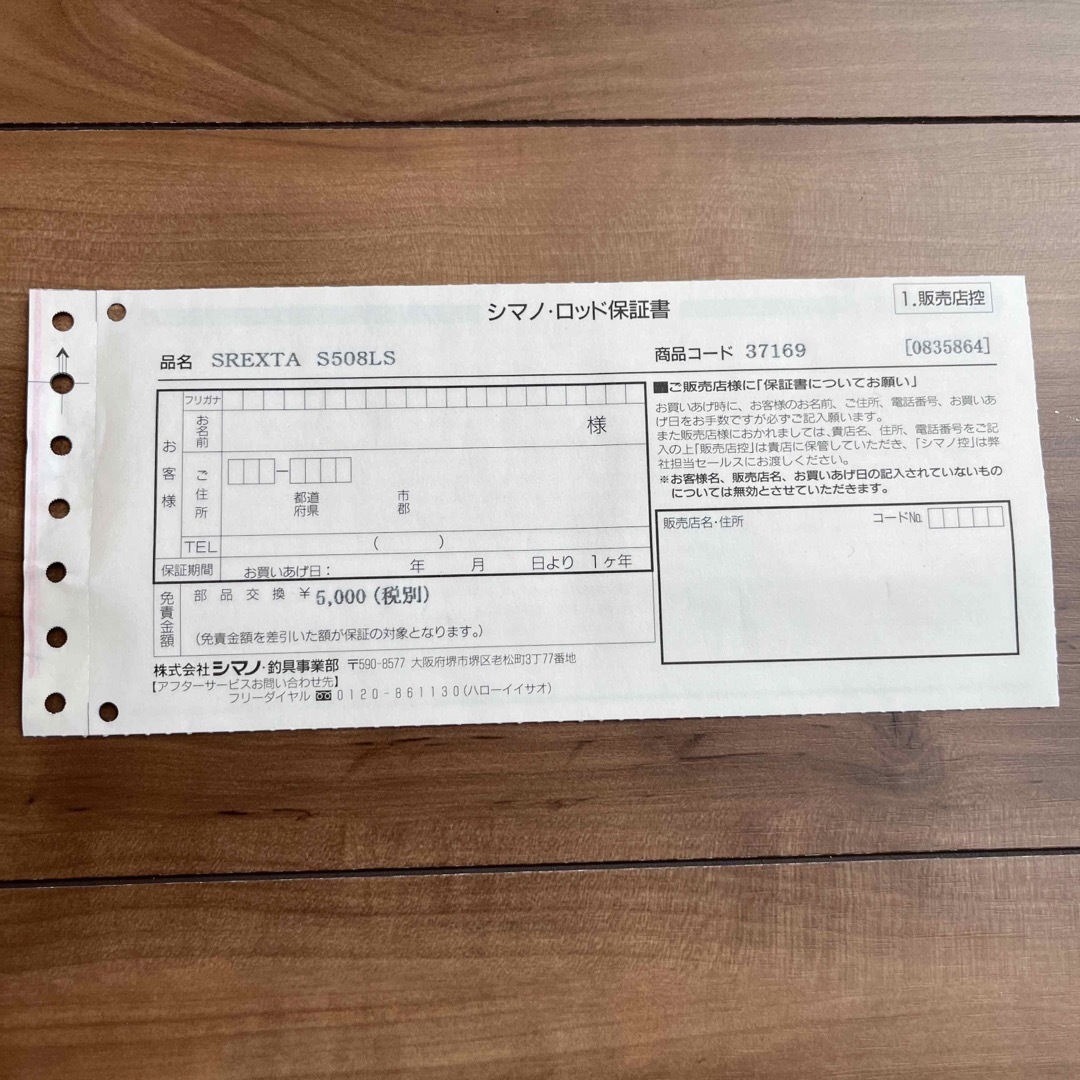 シマノ・ロッド保証書
1.販売店控
品名 SREXTA S508LS
商品コード 37169 [0835864]
お客様
フリガナ
お名前 様
ご住所 ー
都道府県 市郡
TEL ( )
保証期間 お買いあげ日: 年 月 日より 1ヶ年
免責金額 部品交換 ¥5,000(税別)
(免責金額を差引いた額が保証の対象となります。)
■ご販売店様に「保証書についてお願い」
お買いあげ時に、お客様のお名前、ご住所、電話番号、お買いあ
げ日をお手数ですが必ずご記入願います。
また販売店様におかれましては、貴店名、住所、電話番号をご記
入の上「販売店控」は貴店に保管していただき、「シマノ控」は弊
社担当セールスにお渡しください。
※お客様名、販売店名、お買いあげ日の記入されていないもの
については無効とさせていただきます。
販売店名・住所 コードNo.
株式会社シマノ・釣具事業部 〒590-8577 大阪府堺市堺区老松町3丁77番地
【アフターサービスお問い合わせ先】
フリーダイヤル 0120-861130(ハローイイサオ)